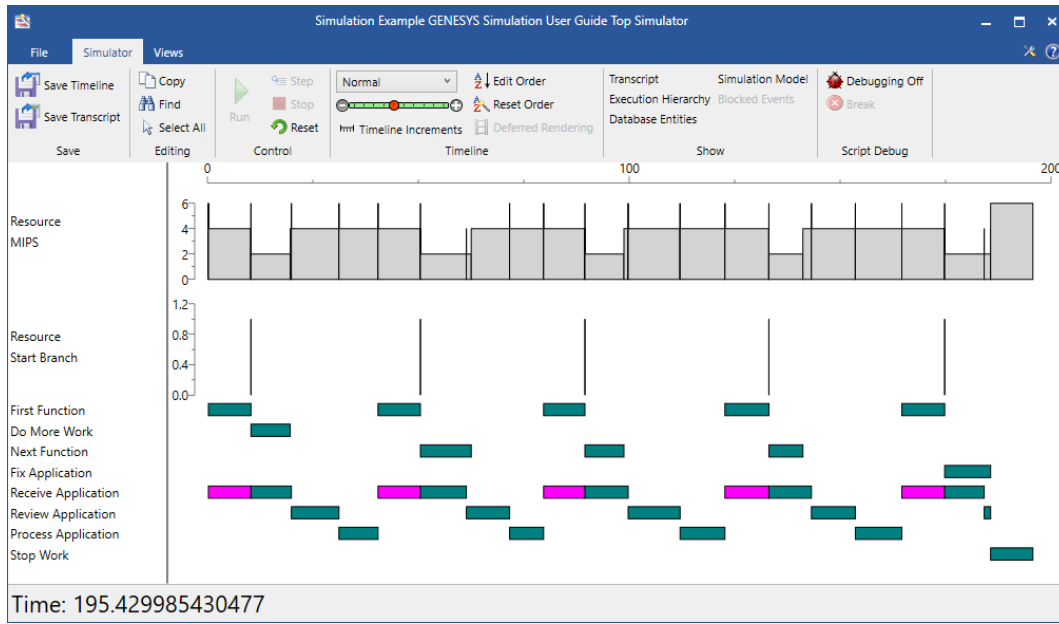 Simulation Example GENESYS Simulation User Guide Top Simulator
File Simulator Views
Save Timeline
Save Transcript
Save
Copy
Find
Select All
Editing
Run
Step
Stop
Reset
Control
Normal
Timeline Increments
Edit Order
Reset Order
Deferred Rendering
Timeline
Transcript
Execution Hierarchy
Database Entities
Simulation Model
Blocked Events
Show
Debugging Off
Break
Script Debug
0 100 200
Resource
MIPS
6
4
2
0
Resource
Start Branch
1.2
0.8
0.4
0.0
First Function
Do More Work
Next Function
Fix Application
Receive Application
Review Application
Process Application
Stop Work
Time: 195.429985430477